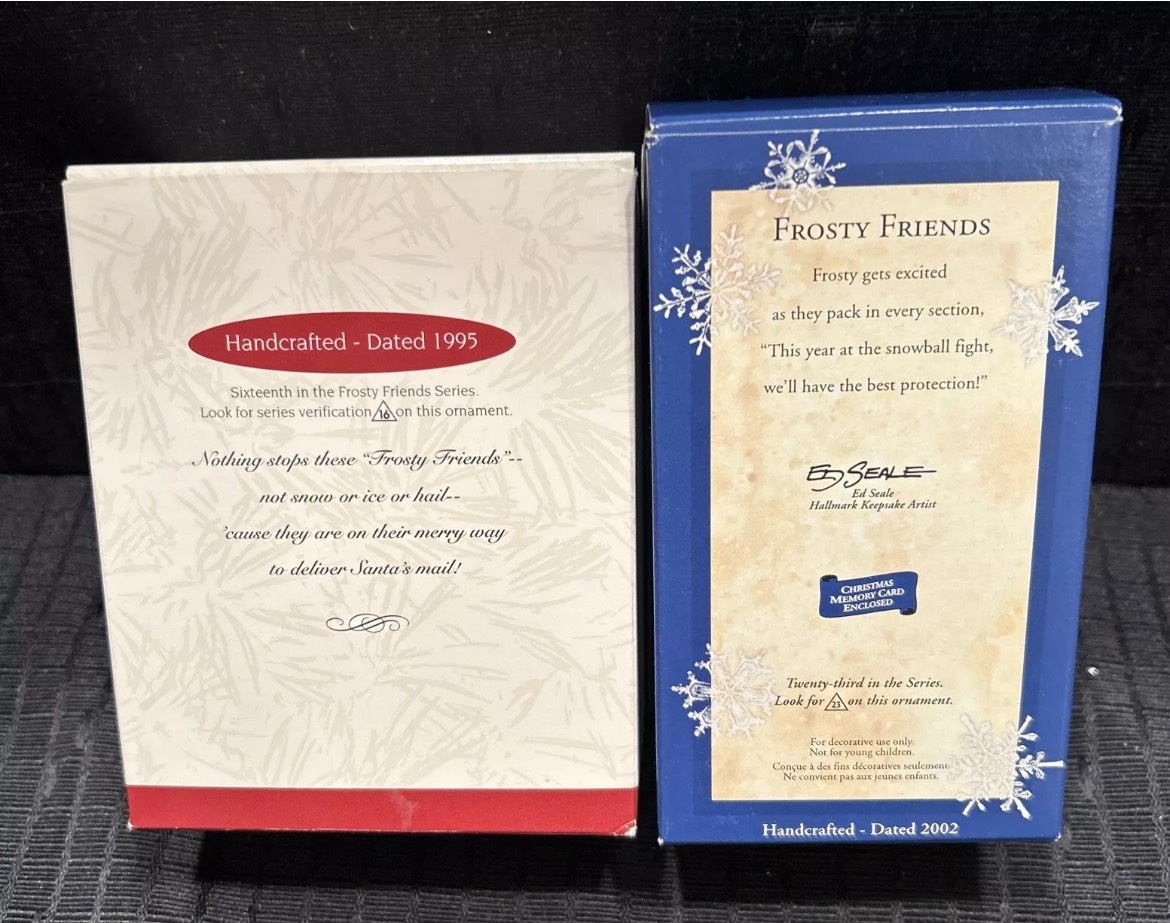 Handcrafted - Dated 1995
Sixteenth in the Frosty Friends Series.
Look for series verification 16 on this ornament.
Nothing stops these "Frosty Friends"--
not snow or ice or hail--
'cause they are on their merry way
to deliver Santa's mail!
FROSTY FRIENDS
Frosty gets excited
as they pack in every section,
"This year at the snowball fight,
we'll have the best protection!"
ED SEALE
Ed Seale
Hallmark Keepsake Artist
CHRISTMAS
MEMORY CARD
ENCLOSED
Twenty-third in the Series.
Look for 23 on this ornament.
For decorative use only.
Not for young children.
Conçue à des fins décoratives seulement.
Ne convient pas aux jeunes enfants.
Handcrafted - Dated 2002